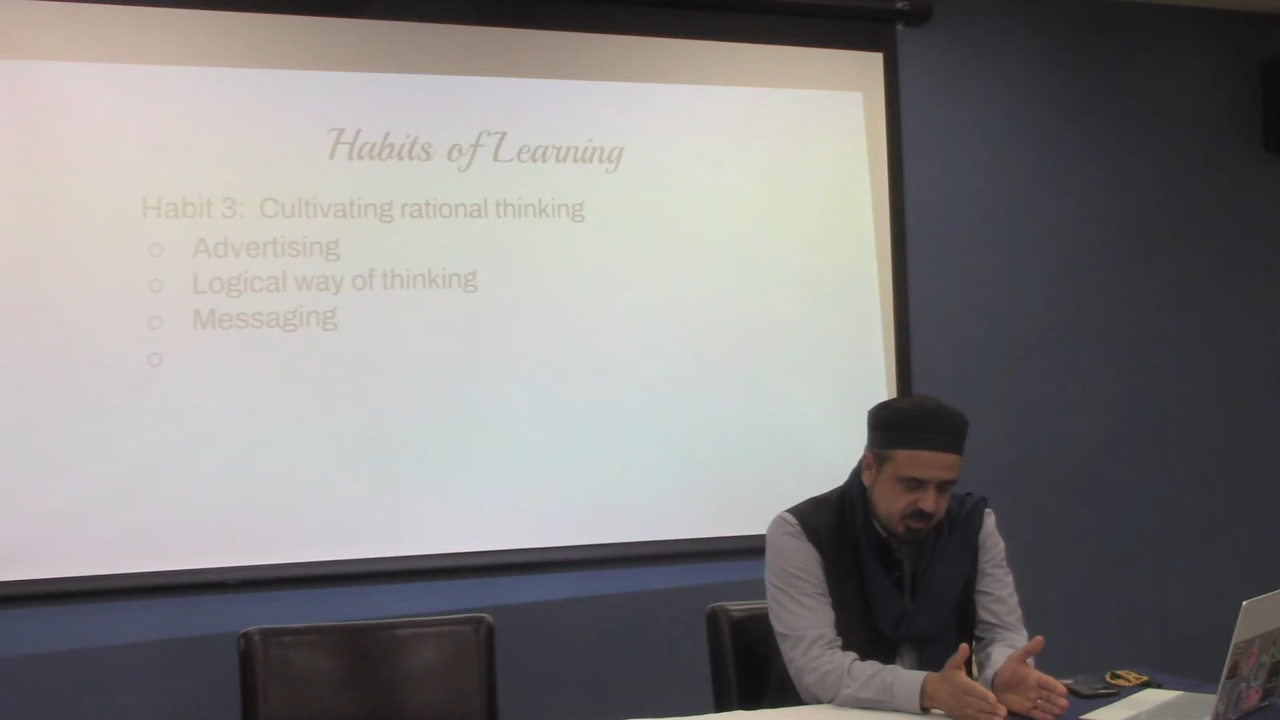 Habits of Learning
Habit 3: Cultivating rational thinking
○ Advertising
○ Logical way of thinking
○ Messaging
○